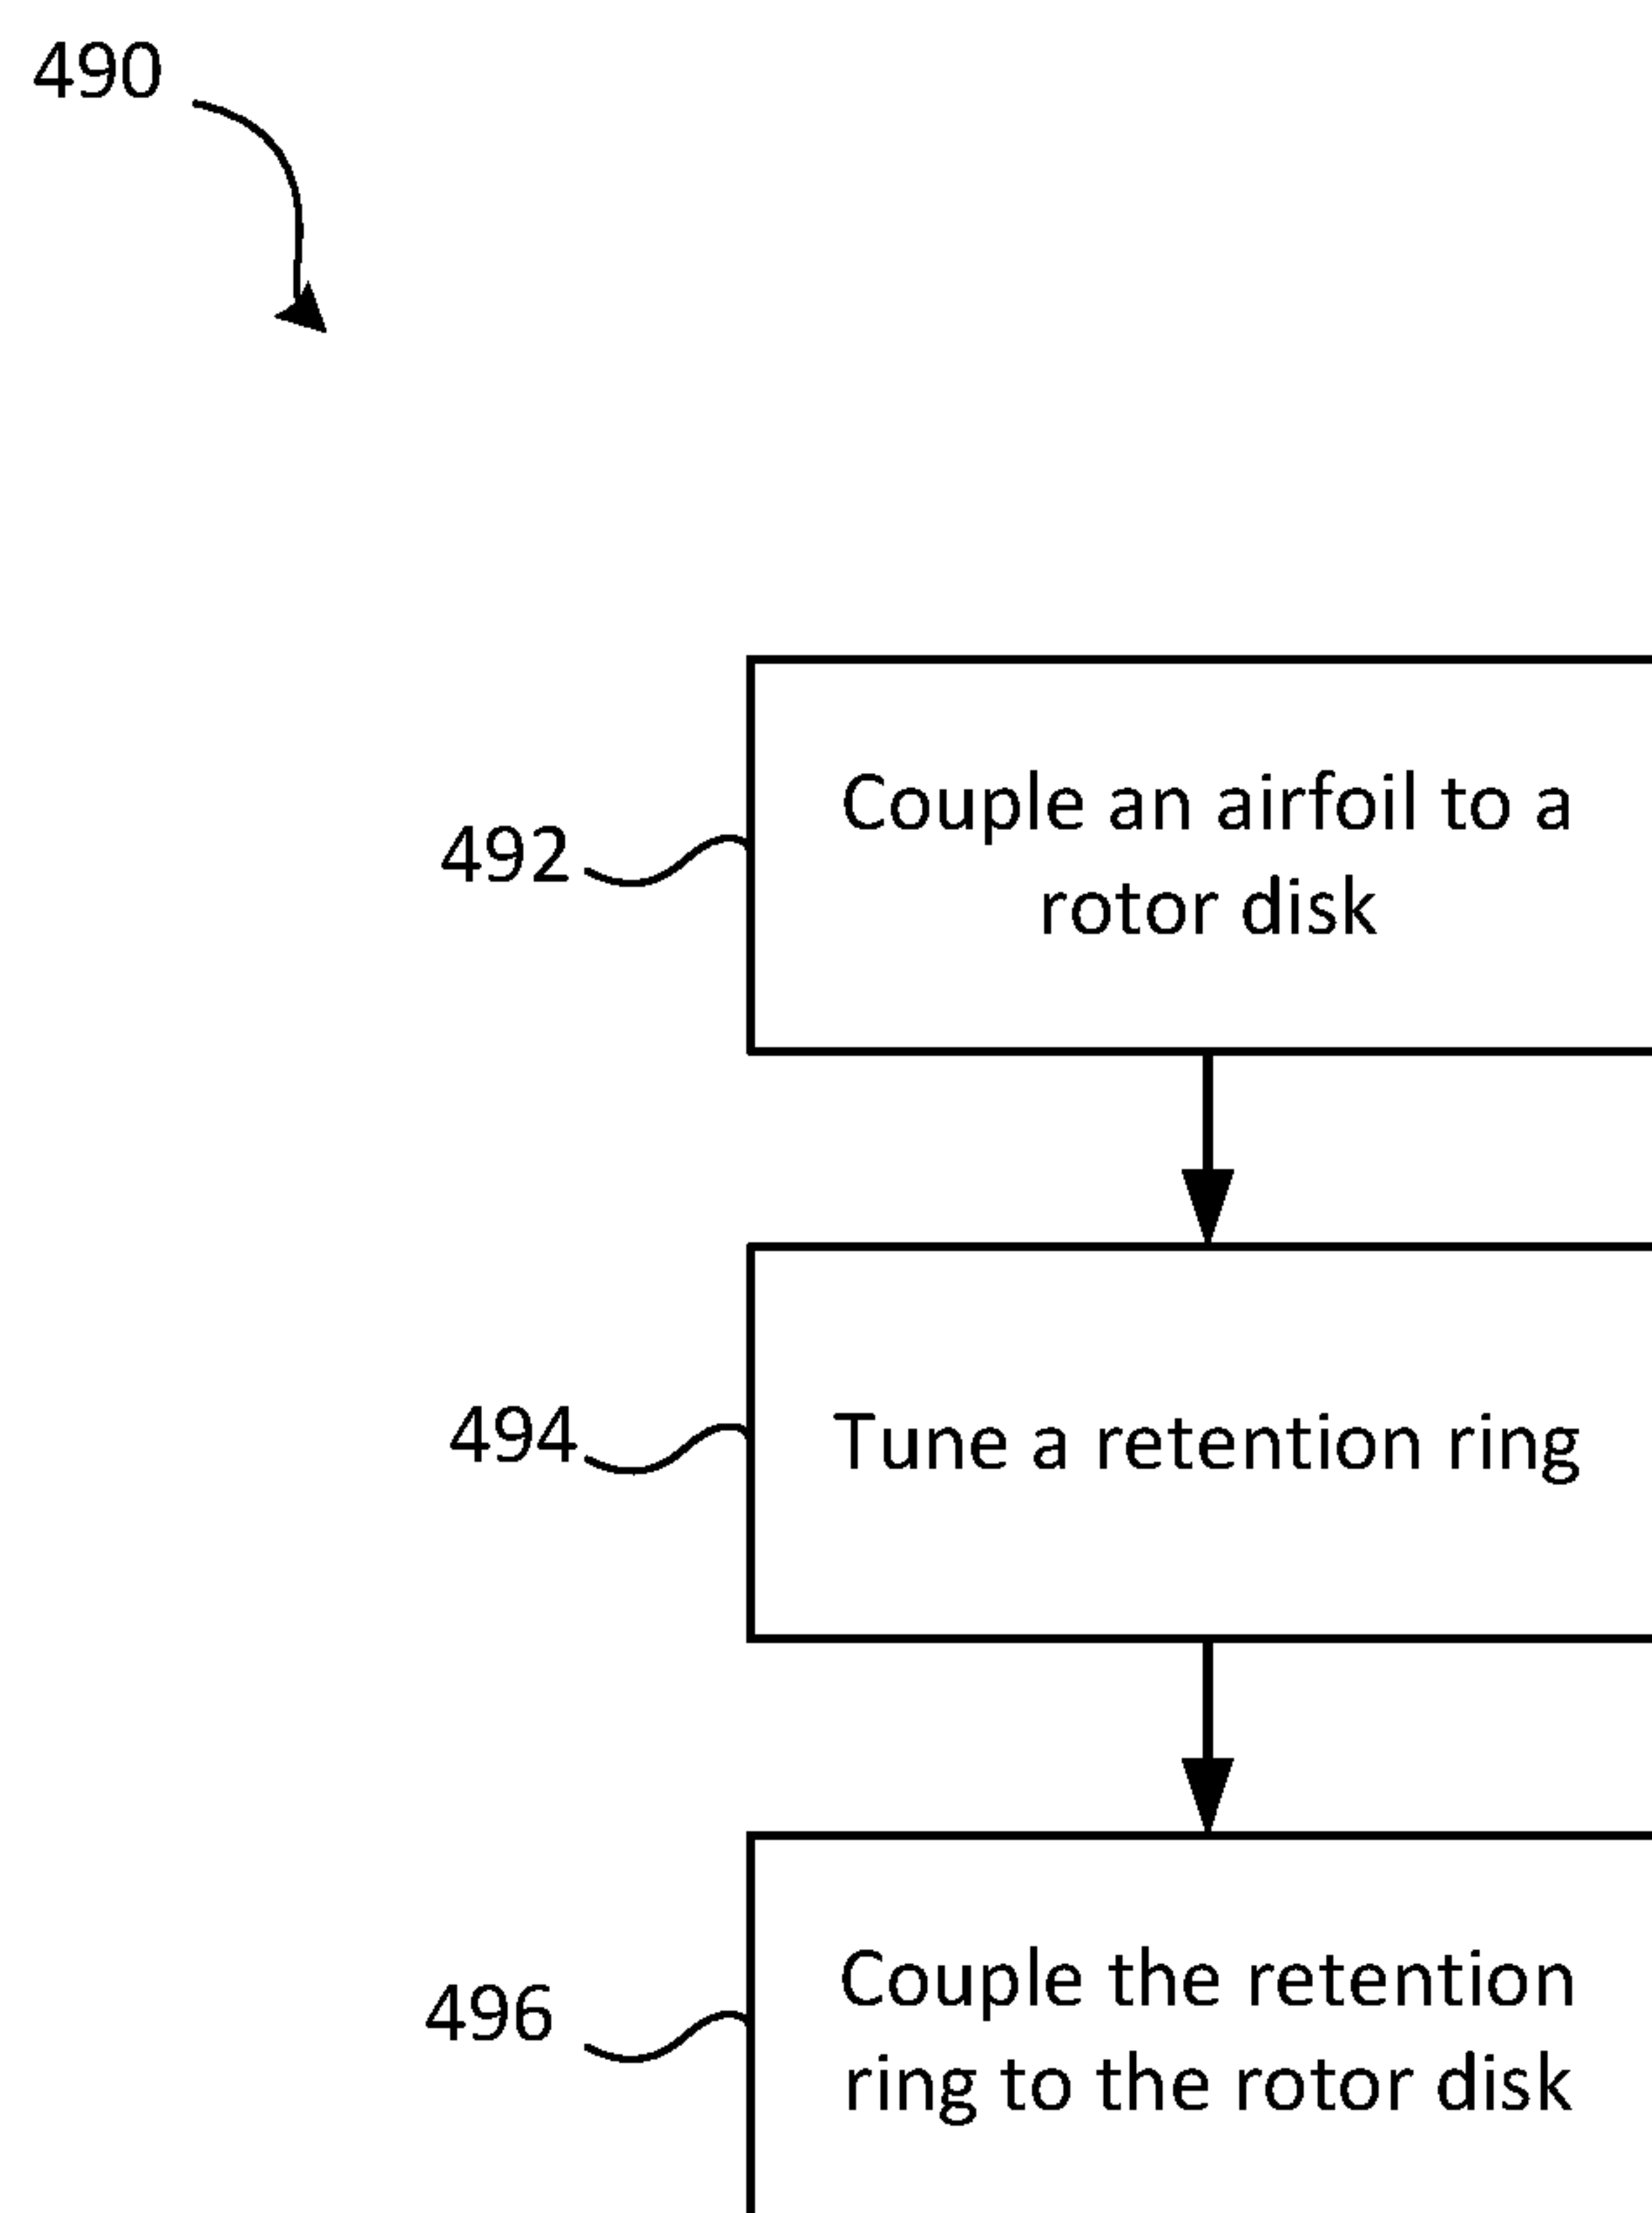 490
492
Couple an airfoil to a
rotor disk
494
Tune a retention ring
496
Couple the retention
ring to the rotor disk